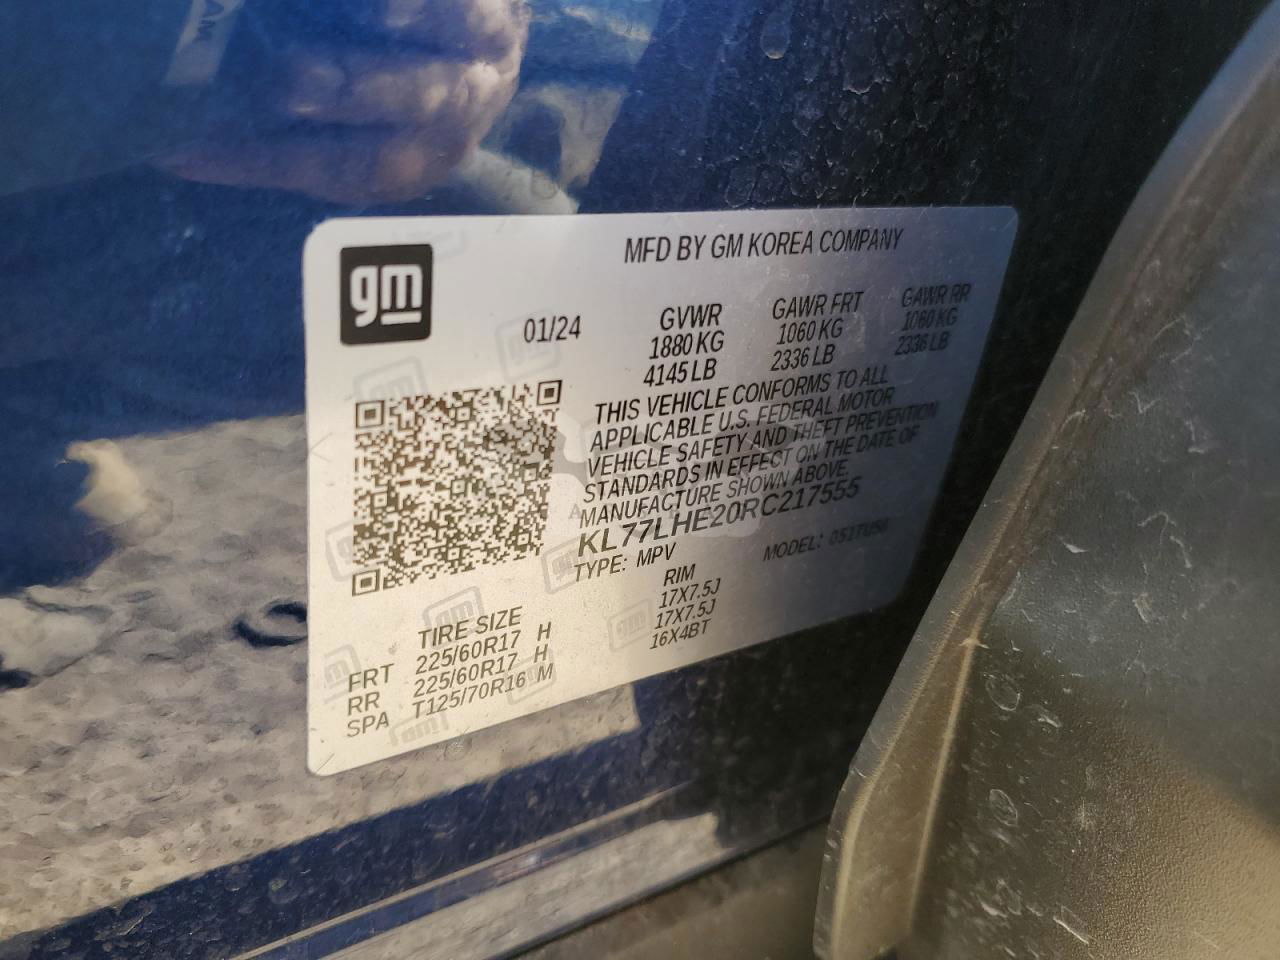 gm
MFD BY GM KOREA COMPANY
01/24
GVWR GAWR FRT GAWR RR
1880 KG 1060 KG 1060 KG
4145 LB 2336 LB 2336 LB
THIS VEHICLE CONFORMS TO ALL
APPLICABLE U.S. FEDERAL MOTOR
VEHICLE SAFETY AND THEFT PREVENTION
STANDARDS IN EFFECT ON THE DATE OF
MANUFACTURE SHOWN ABOVE.
KL77LHE20RC217555
TYPE: MPV MODEL:
TIRE SIZE RIM
FRT 225/60R17 H 17X7.5J
RR 225/60R17 H 17X7.5J
SPA T125/70R16 M 16X4BT